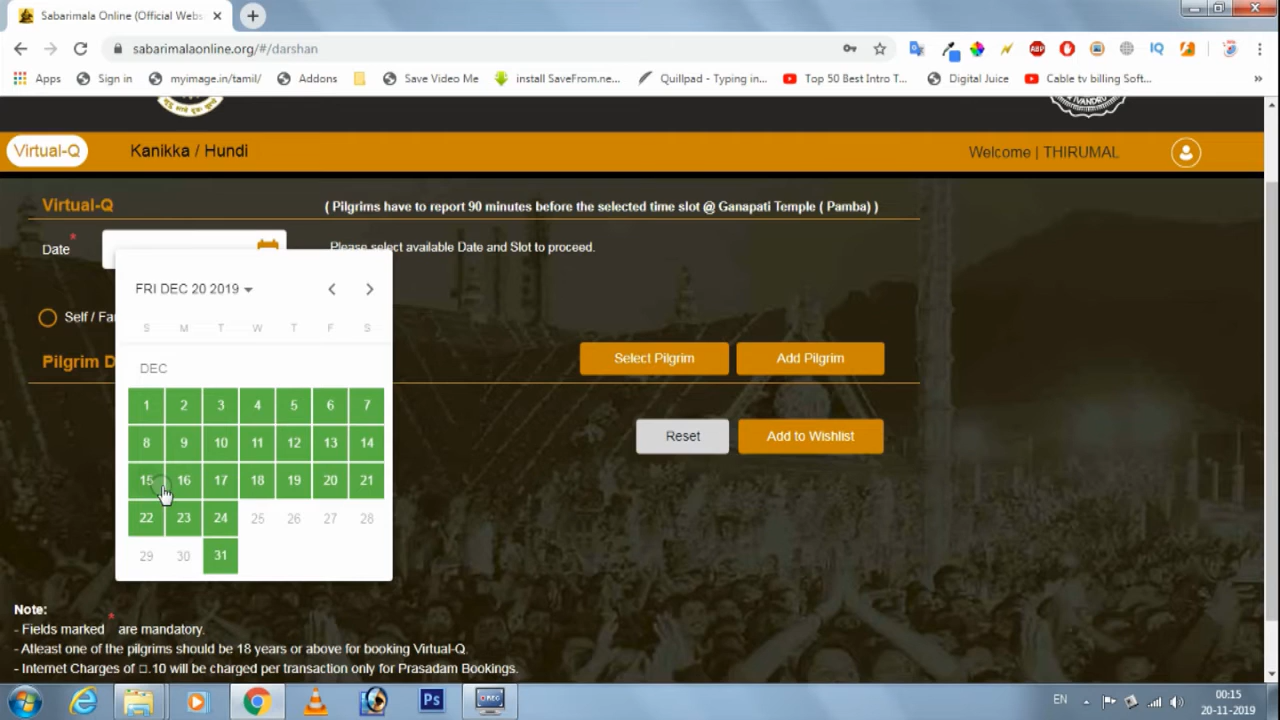 Sabarimala Online (Official Webs
sabarimalaonline.org/#/darshan
Apps Sign in myimage.in/tamil/ Addons Save Video Me install SaveFrom.ne... Quillpad - Typing in... Top 50 Best Intro T... Digital Juice Cable tv billing Soft... »
ABP IQ
Virtual-Q Kanikka / Hundi Welcome | THIRUMAL
Virtual-Q ( Pilgrims have to report 90 minutes before the selected time slot @ Ganapati Temple ( Pamba) )
Date * Please select available Date and Slot to proceed.
FRI DEC 20 2019
Self / Fa
S M T W T F S
Pilgrim D Select Pilgrim Add Pilgrim
DEC
1 2 3 4 5 6 7
Reset Add to Wishlist
8 9 10 11 12 13 14
15 16 17 18 19 20 21
22 23 24 25 26 27 28
29 30 31
Note:
- Fields marked * are mandatory.
- Atleast one of the pilgrims should be 18 years or above for booking Virtual-Q.
- Internet Charges of □.10 will be charged per transaction only for Prasadam Bookings.
Ps REC EN 00:15
20-11-2019